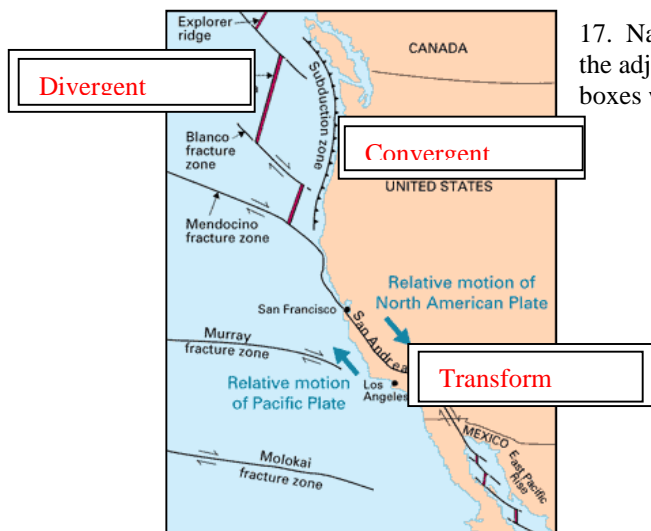 Explorer
ridge
CANADA
17. Na
the adj
boxes v
Divergent
Subduction zone
Blanco
fracture
zone
Convergent
UNITED STATES
Mendocino
fracture zone
Relative motion of
North American Plate
San Francisco
San Andrea
Murray
fracture zone
Relative motion
of Pacific Plate
Los
Angeles
Transform
MEXICO
East Pacific
Rise
Molokai
fracture zone